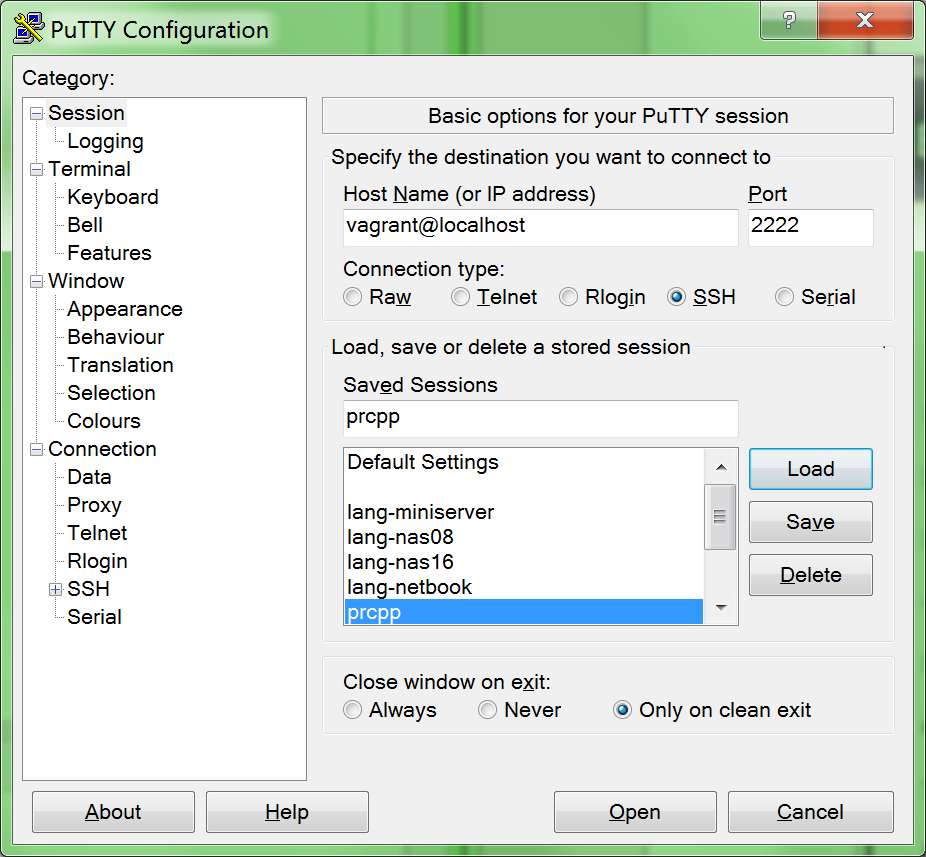 PuTTY Configuration
?
X
Category:
Session
Logging
Terminal
Keyboard
Bell
Features
Window
Appearance
Behaviour
Translation
Selection
Colours
Connection
Data
Proxy
Telnet
Rlogin
SSH
Serial
Basic options for your PuTTY session
Specify the destination you want to connect to
Host Name (or IP address) Port
vagrant@localhost 2222
Connection type:
Raw Telnet Rlogin SSH Serial
Load, save or delete a stored session
Saved Sessions
prcpp
Default Settings
lang-miniserver
lang-nas08
lang-nas16
lang-netbook
prcpp
Load
Save
Delete
Close window on exit:
Always Never Only on clean exit
About Help Open Cancel